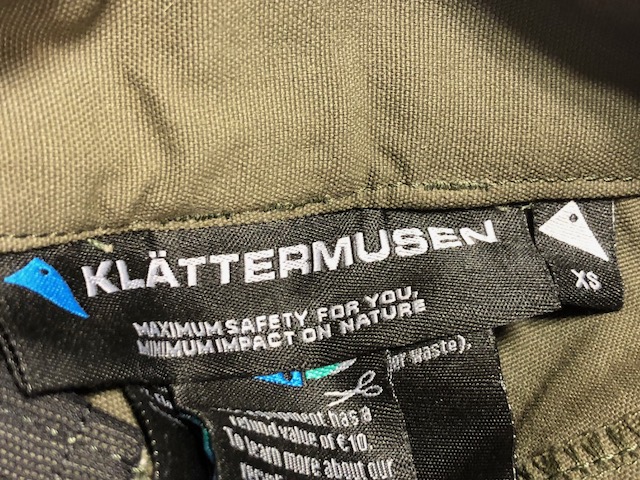 KLÄTTERMUSEN
MAXIMUM SAFETY FOR YOU,
MINIMUM IMPACT ON NATURE
XS
waste).
has a
refund value of €10.
To learn more about our